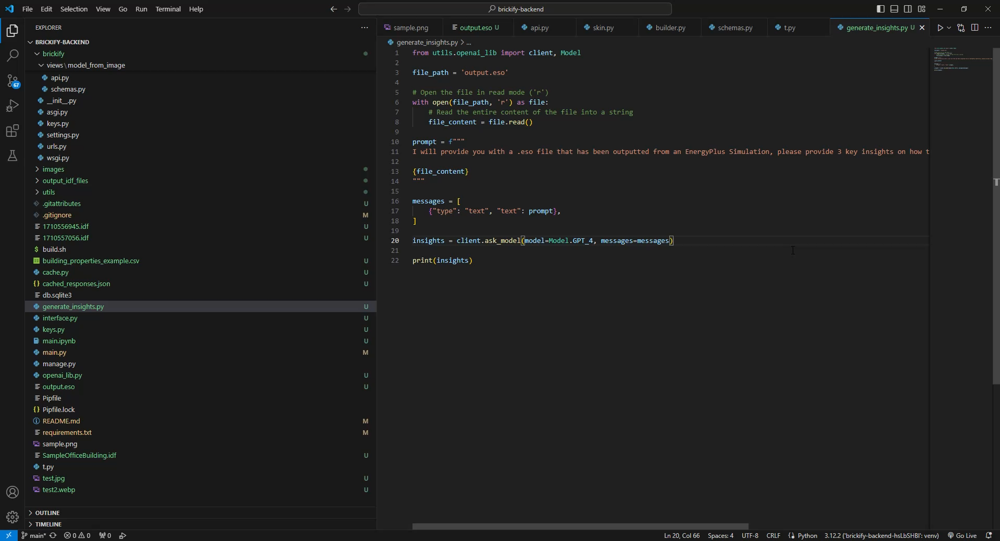 File Edit Selection View Go Run Terminal Help
brickify-backend
EXPLORER
BRICKIFY-BACKEND
brickify
views\model_from_image
api.py
schemas.py
__init__.py
asgi.py
keys.py
settings.py
urls.py
wsgi.py
images
output_idf_files
utils
.gitattributes U
.gitignore M
1710556945.idf U
1710557056.idf U
build.sh
building_properties_example.csv U
cache.py U
cached_responses.json U
db.sqlite3
generate_insights.py U
interface.py U
keys.py U
main.ipynb U
main.py M
manage.py
openai_lib.py U
output.eso U
Pipfile
Pipfile.lock
README.md M
requirements.txt M
sample.png
SampleOfficeBuilding.idf U
t.py
test.jpg U
test2.webp U
OUTLINE
TIMELINE
67
sample.png output.eso U api.py skin.py builder.py schemas.py t.py generate_insights.py U
generate_insights.py > ...
1 from utils.openai_lib import client, Model
2
3 file_path = 'output.eso'
4
5 # Open the file in read mode ('r')
6 with open(file_path, 'r') as file:
7 # Read the entire content of the file into a string
8 file_content = file.read()
9
10 prompt = f"""
11 I will provide you with a .eso file that has been outputted from an EnergyPlus Simulation, please provide 3 key insights on how t
12
13 {file_content}
14 """
15
16 messages = [
17 {"type": "text", "text": prompt},
18 ]
19
20 insights = client.ask_model(model=Model.GPT_4, messages=messages)
21
22 print(insights)
main* 0 0 0 Ln 20, Col 66 Spaces: 4 UTF-8 CRLF Python 3.12.2 ('brickify-backend-hsLbSHBI': venv) Go Live